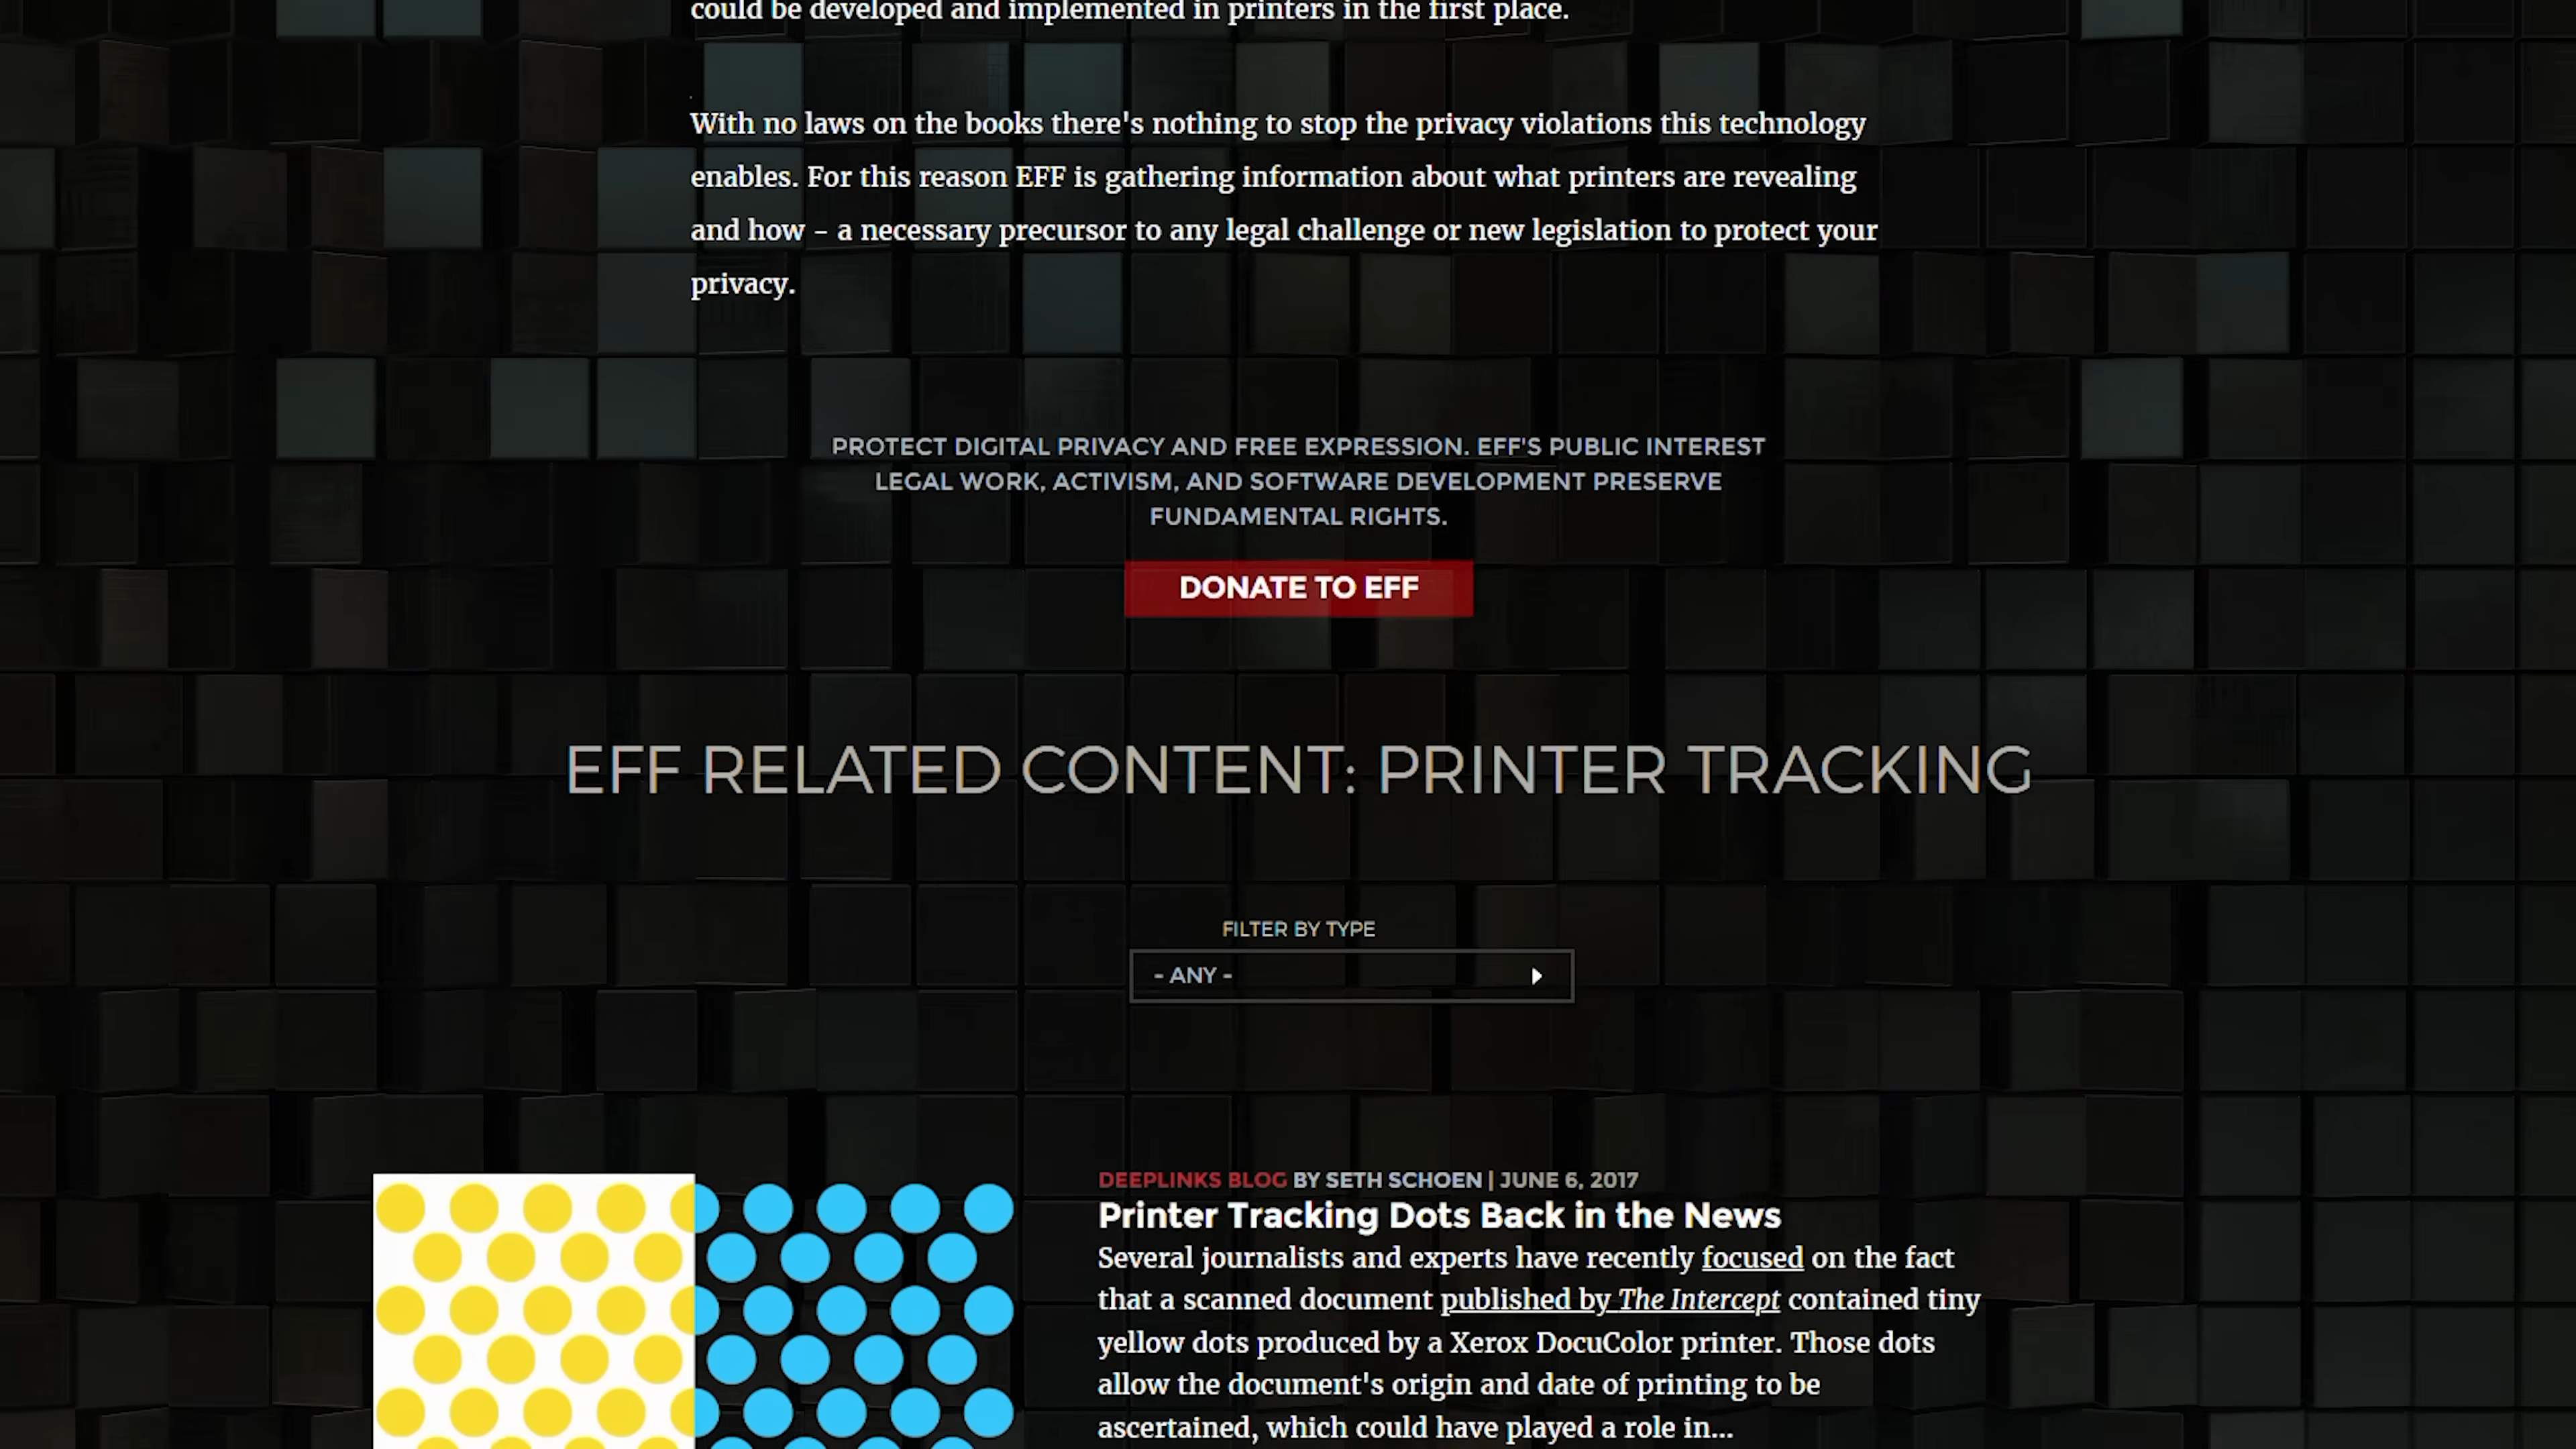 could be developed and implemented in printers in the first place.
With no laws on the books there's nothing to stop the privacy violations this technology
enables. For this reason EFF is gathering information about what printers are revealing
and how - a necessary precursor to any legal challenge or new legislation to protect your
privacy.
PROTECT DIGITAL PRIVACY AND FREE EXPRESSION. EFF'S PUBLIC INTEREST
LEGAL WORK, ACTIVISM, AND SOFTWARE DEVELOPMENT PRESERVE
FUNDAMENTAL RIGHTS.
DONATE TO EFF
EFF RELATED CONTENT: PRINTER TRACKING
FILTER BY TYPE
- ANY -
DEEPLINKS BLOG BY SETH SCHOEN | JUNE 6, 2017
Printer Tracking Dots Back in the News
Several journalists and experts have recently focused on the fact
that a scanned document published by The Intercept contained tiny
yellow dots produced by a Xerox DocuColor printer. Those dots
allow the document's origin and date of printing to be
ascertained, which could have played a role in...